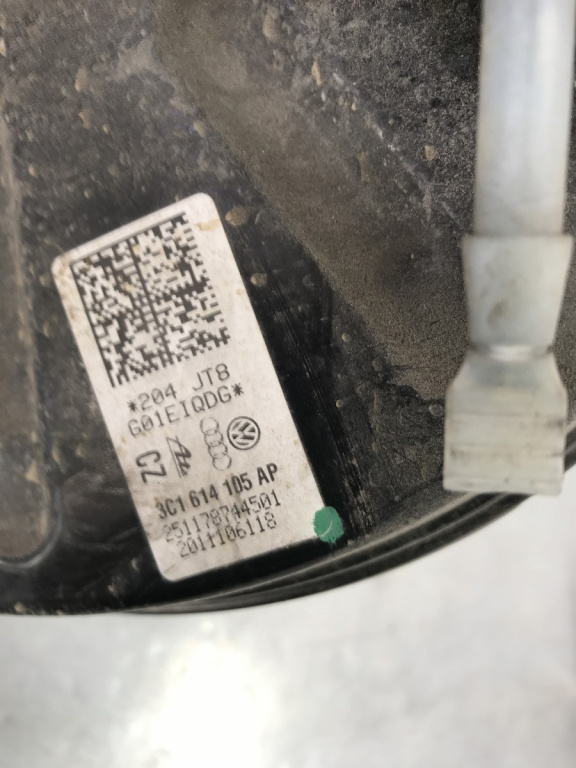 *204 JT8
G01EIQDG*
CZ
3C1 614 105 AP
251178744501
2011106118